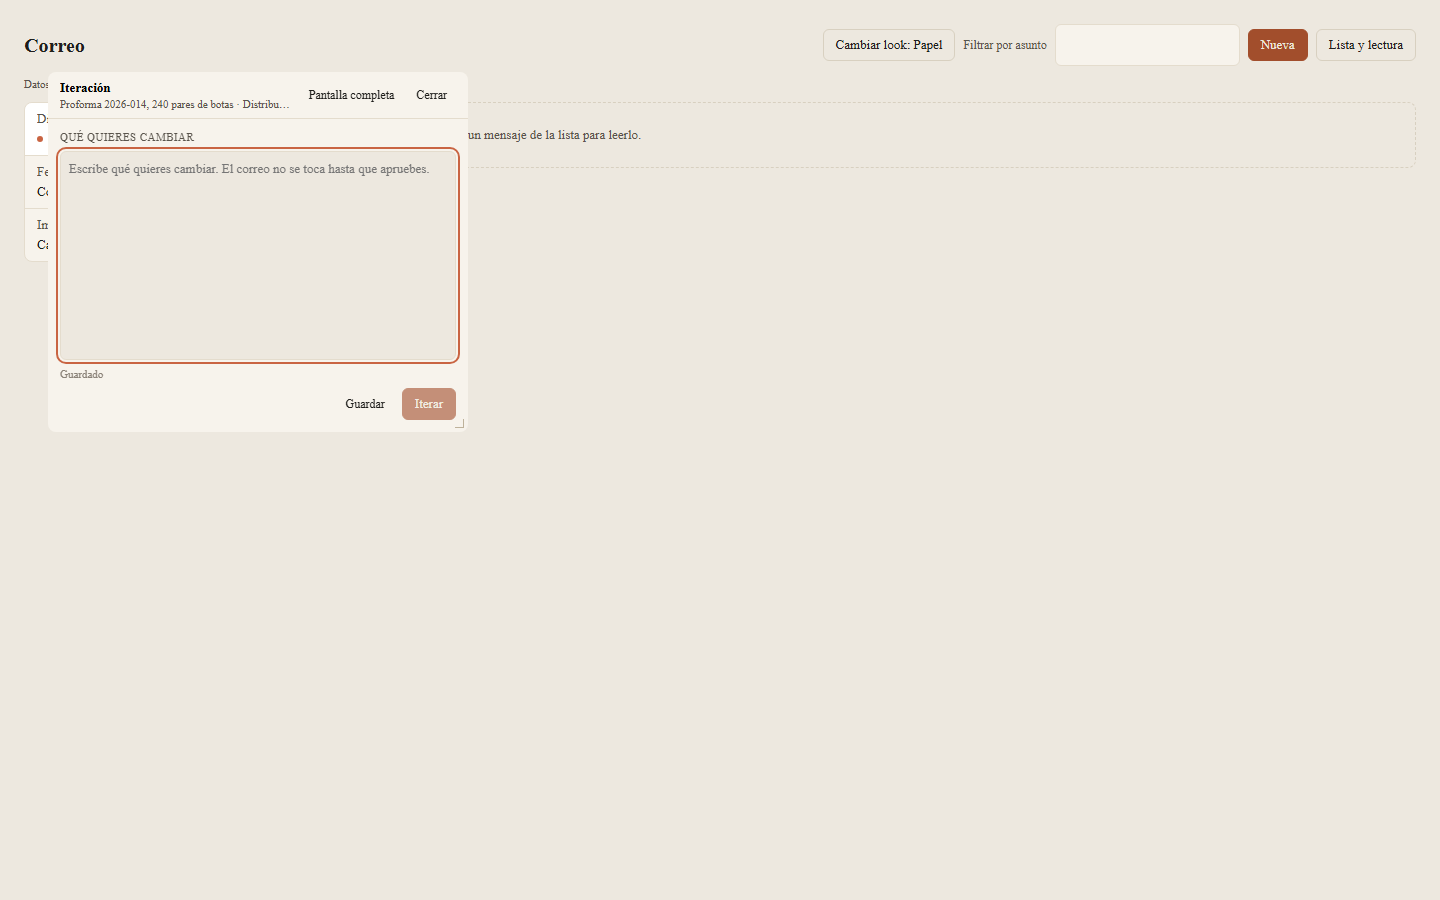 Correo
Cambiar look: Papel
Filtrar por asunto
Nueva
Lista y lectura
Datos
Iteración
Proforma 2026-014, 240 pares de botas · Distribu…
Pantalla completa
Cerrar
QUÉ QUIERES CAMBIAR
un mensaje de la lista para leerlo.
Escribe qué quieres cambiar. El correo no se toca hasta que apruebes.
Guardado
Guardar
Iterar